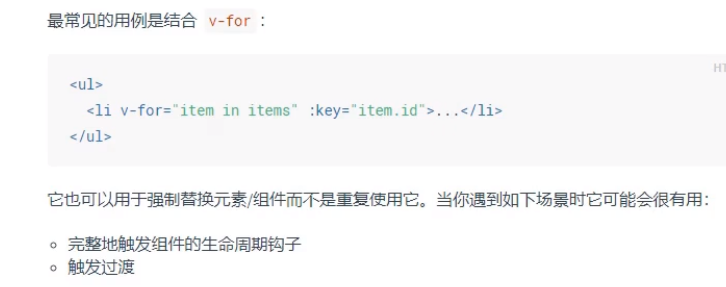 最常见的用例是结合 v-for：
HT
<ul>
<li v-for="item in items" :key="item.id">...</li>
</ul>
它也可以用于强制替换元素/组件而不是重复使用它。当你遇到如下场景时它可能会很有用：
完整地触发组件的生命周期钩子
触发过渡